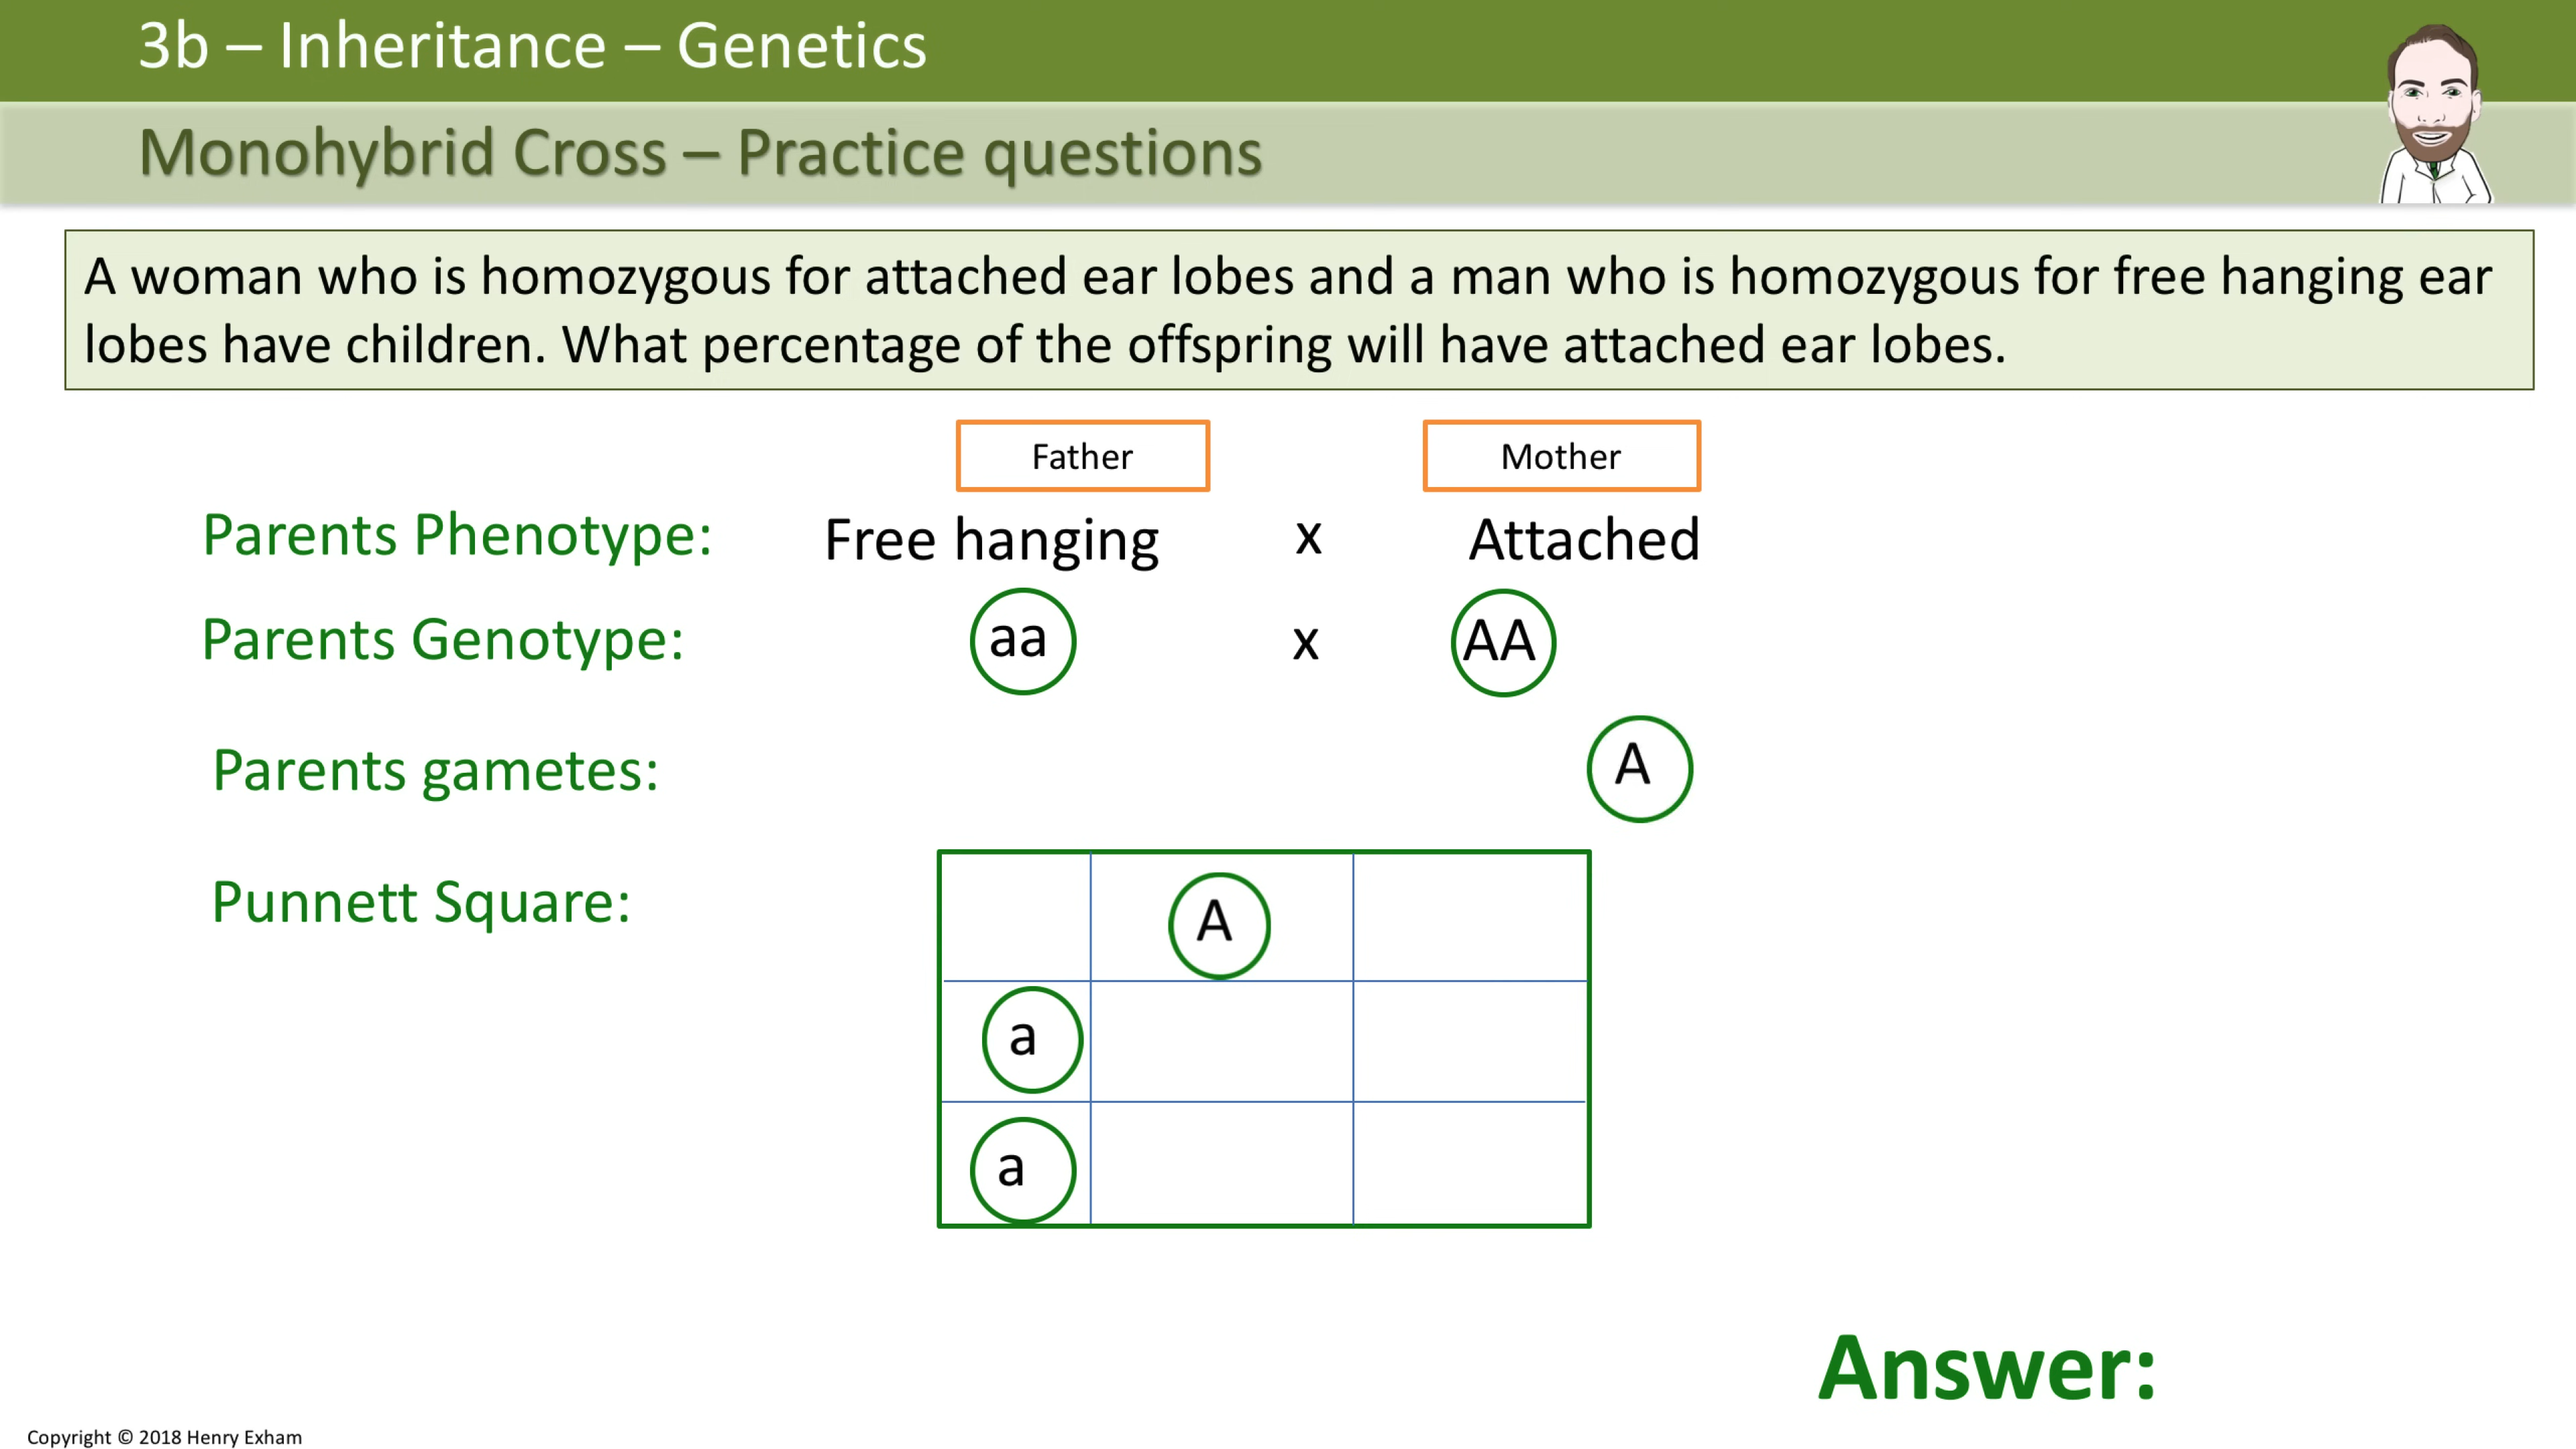 3b – Inheritance – Genetics
Monohybrid Cross – Practice questions
A woman who is homozygous for attached ear lobes and a man who is homozygous for free hanging ear
lobes have children. What percentage of the offspring will have attached ear lobes.
Father Mother
Parents Phenotype: Free hanging x Attached
Parents Genotype: aa x AA
Parents gametes: A
Punnett Square: A
a
a
Answer:
Copyright © 2018 Henry Exham